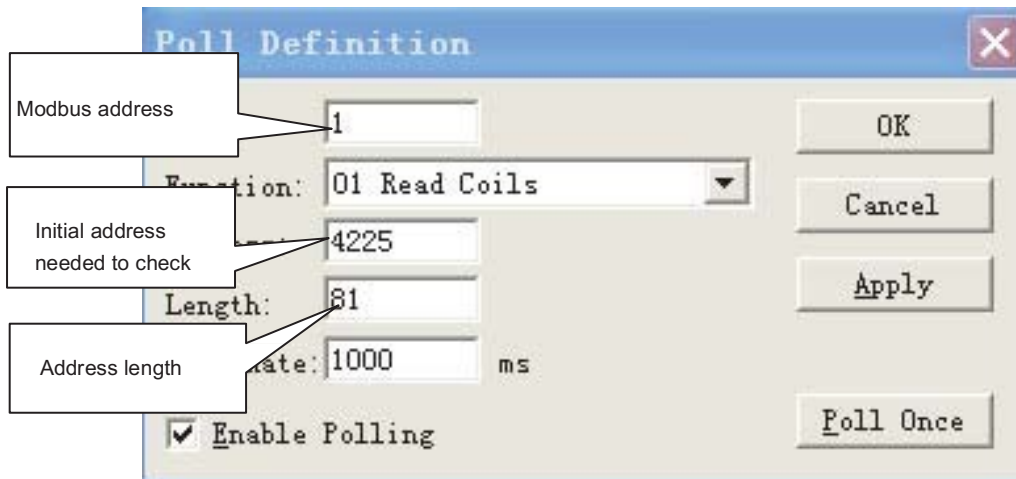 Poll Definition
Modbus address
1
OK
Function: 01 Read Coils
Cancel
Initial address
needed to check
4225
Apply
Length: 81
Address length
1000 ms
Enable Polling
Poll Once